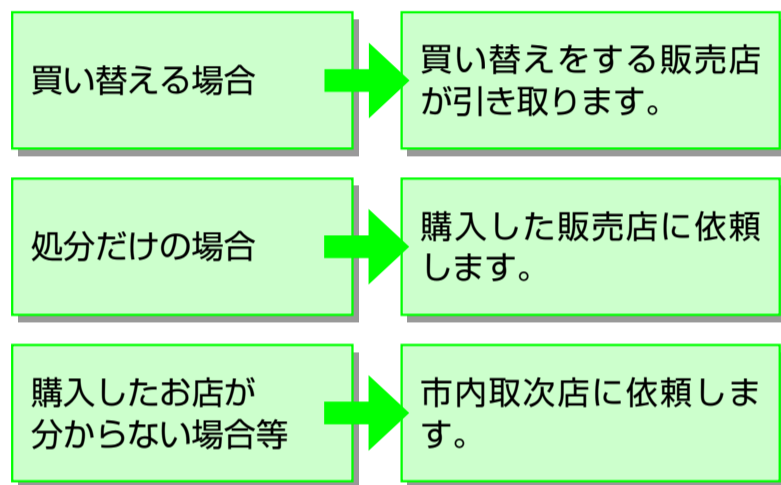 買い替える場合
買い替えをする販売店
が引き取ります。
処分だけの場合
購入した販売店に依頼
します。
購入したお店が
分からない場合等
市内取次店に依頼しま
す。